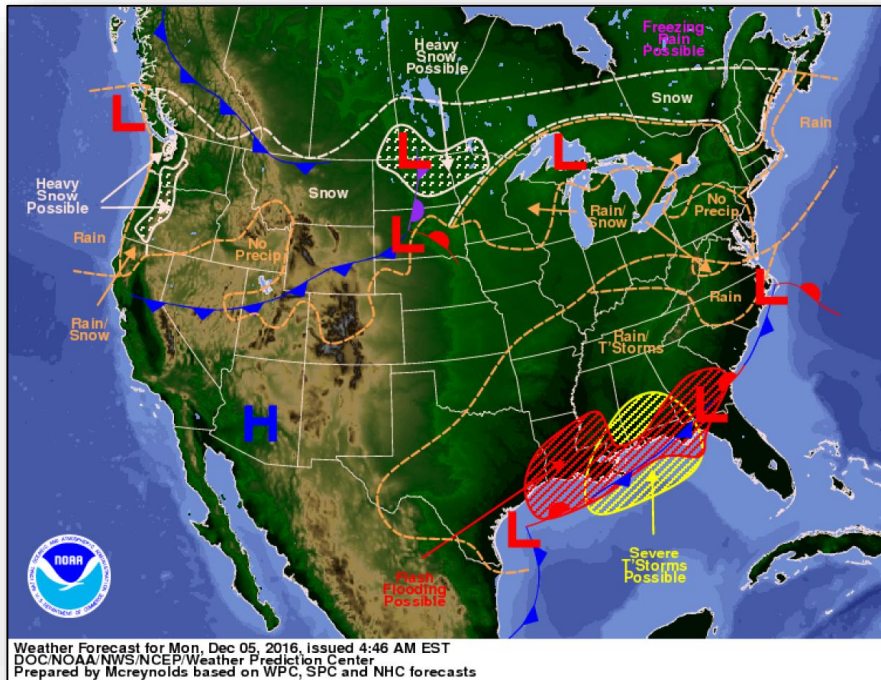 Freezing
Rain
Possible
Heavy
Snow
Possible
Snow
Rain
Heavy
Snow
Possible
Snow
Rain
No
Precip
Rain/
Snow
No
Precip
Rain/
Snow
Rain
Rain/
T'Storms
H
L
L
L
L
L
L
L
Flash
Flooding
Possible
Severe
T'Storms
Possible
NOAA
Weather Forecast for Mon, Dec 05, 2016, issued 4:46 AM EST
DOC/NOAA/NWS/NCEP/Weather Prediction Center
Prepared by Mcreynolds based on WPC, SPC and NHC forecasts